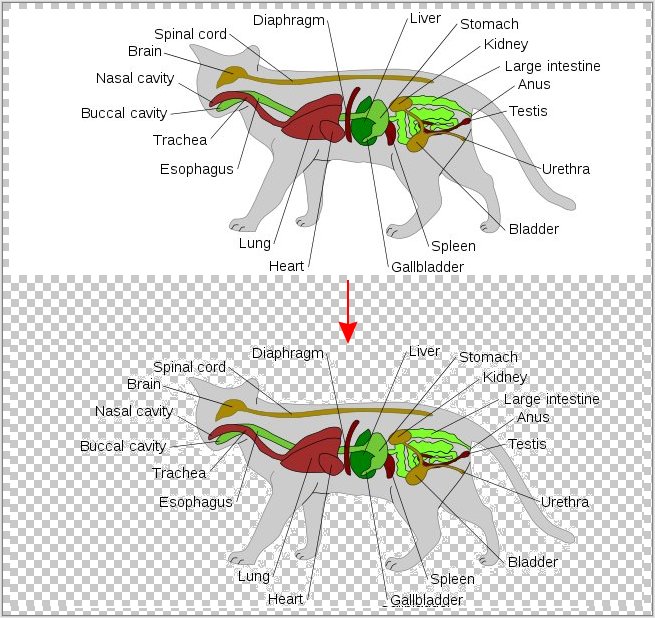 Diaphragm
Liver
Stomach
Spinal cord
Kidney
Brain
Large intestine
Nasal cavity
Anus
Buccal cavity
Testis
Trachea
Esophagus
Urethra
Bladder
Lung
Spleen
Heart
Gallbladder
Diaphragm
Liver
Stomach
Spinal cord
Kidney
Brain
Large intestine
Nasal cavity
Anus
Buccal cavity
Testis
Trachea
Esophagus
Urethra
Bladder
Lung
Spleen
Heart
Gallbladder